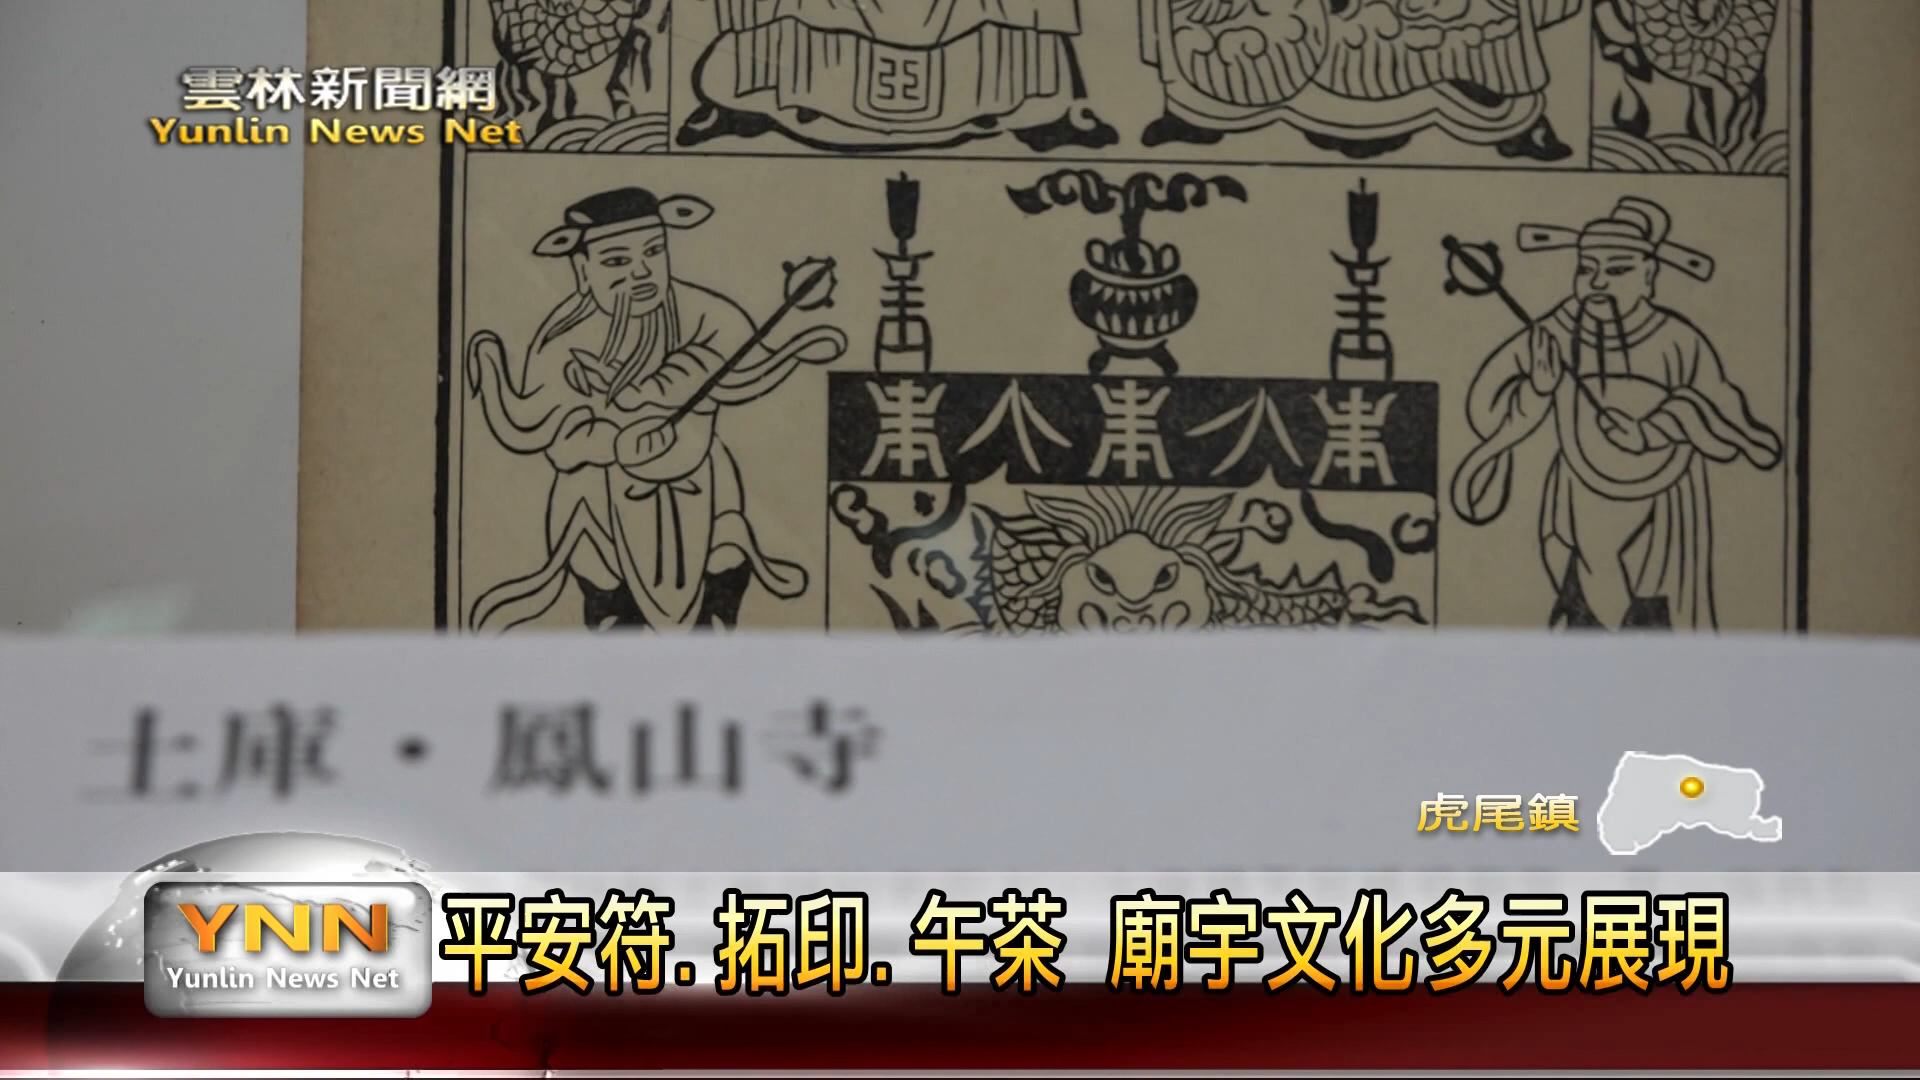 雲林新聞網
Yunlin News Net
土庫・鳳山寺
虎尾鎮
YNN
Yunlin News Net
平安符.拓印.午茶 廟宇文化多元展現